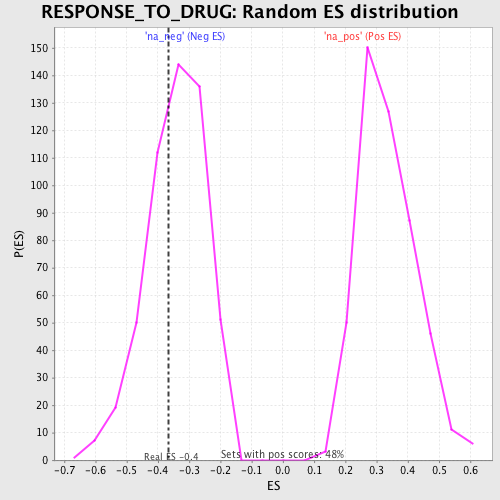 RESPONSE_TO_DRUG: Random ES distribution
'na_neg' (Neg ES)
'na_pos' (Pos ES)
150
140
130
120
110
100
90
80
70
60
50
40
30
20
10
0
P(ES)
Real ES -0.4
Sets with pos scores: 48%
-0.7 -0.6 -0.5 -0.4 -0.3 -0.2 -0.1 0.0 0.1 0.2 0.3 0.4 0.5 0.6
ES